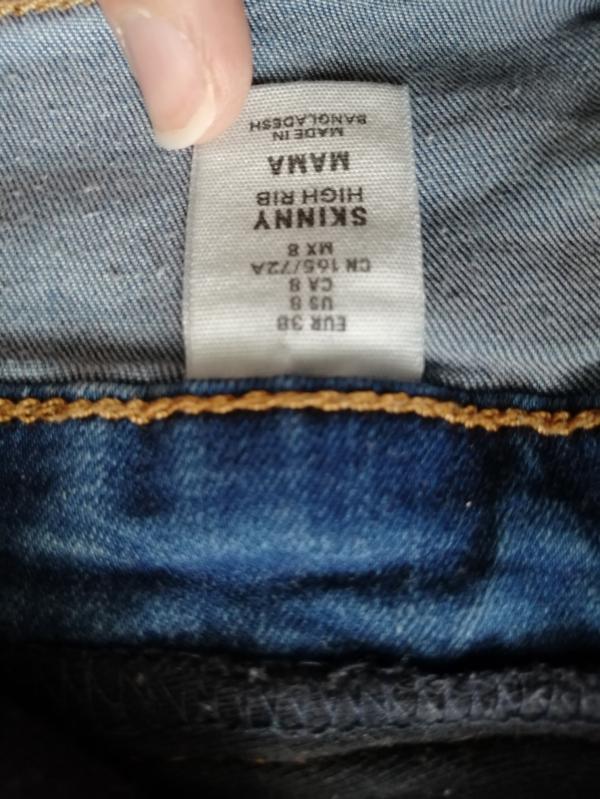 EUR 38
US 8
CA 8
CN 165/72A
MX 8
SKINNY
HIGH RIB
MAMA
MADE IN
BANGLADESH